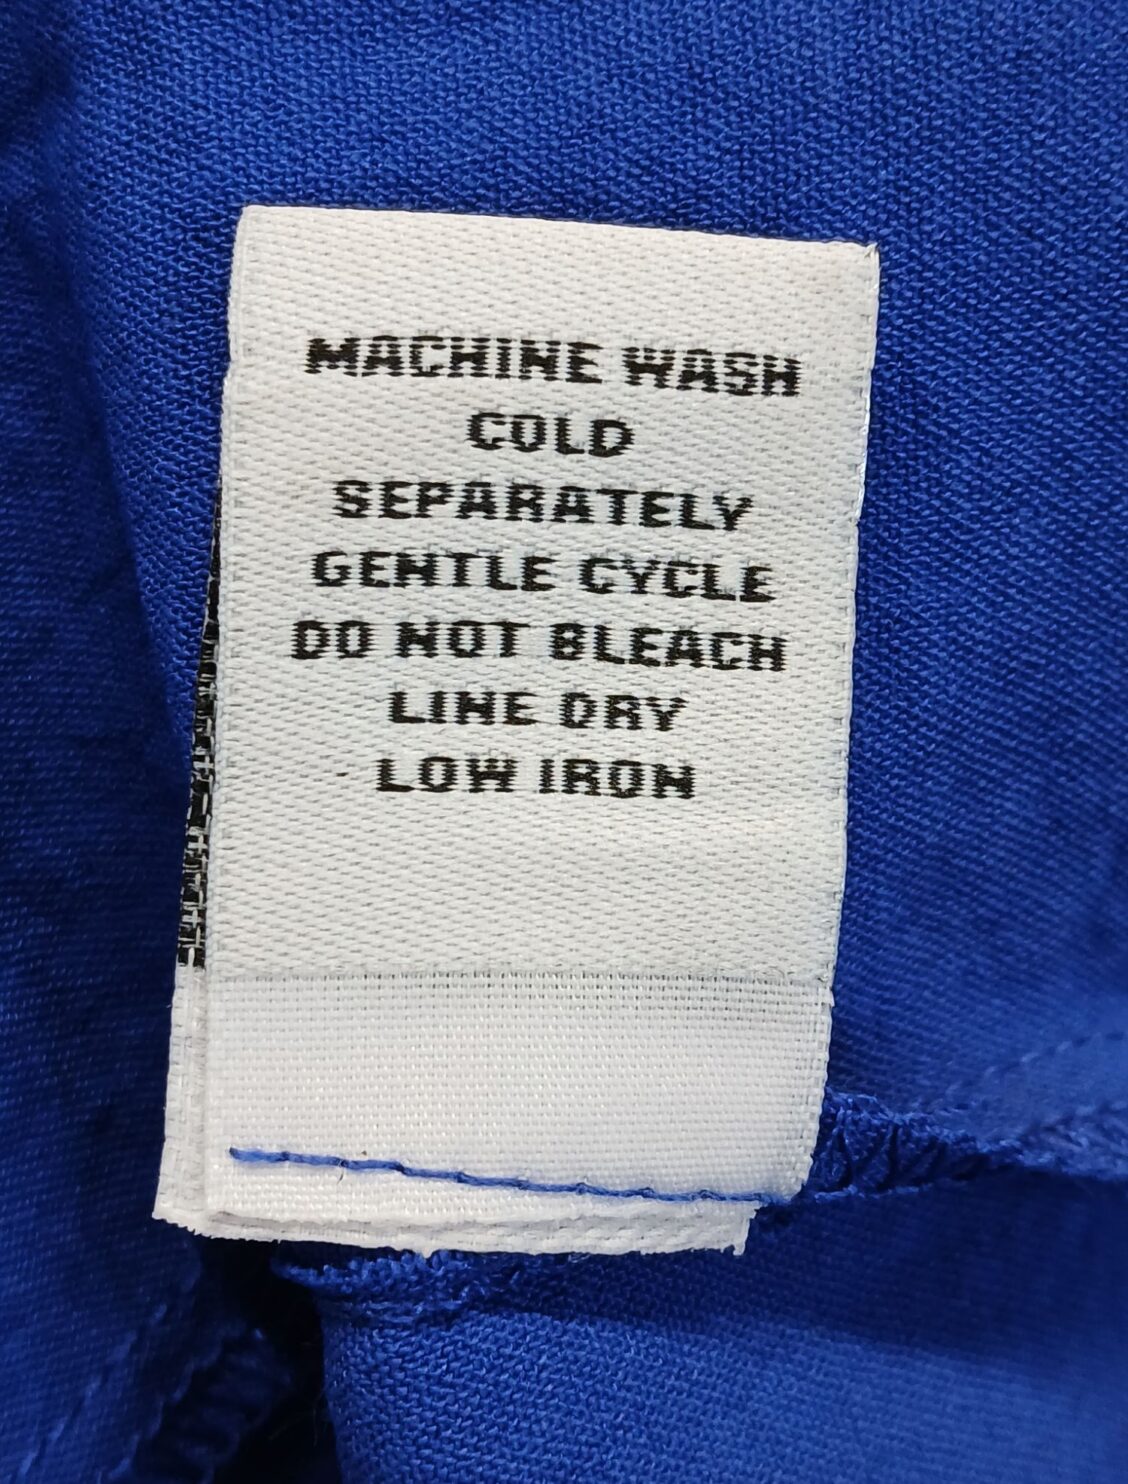 MACHINE WASH
COLD
SEPARATELY
GENTLE CYCLE
DO NOT BLEACH
LINE DRY
LOW IRON